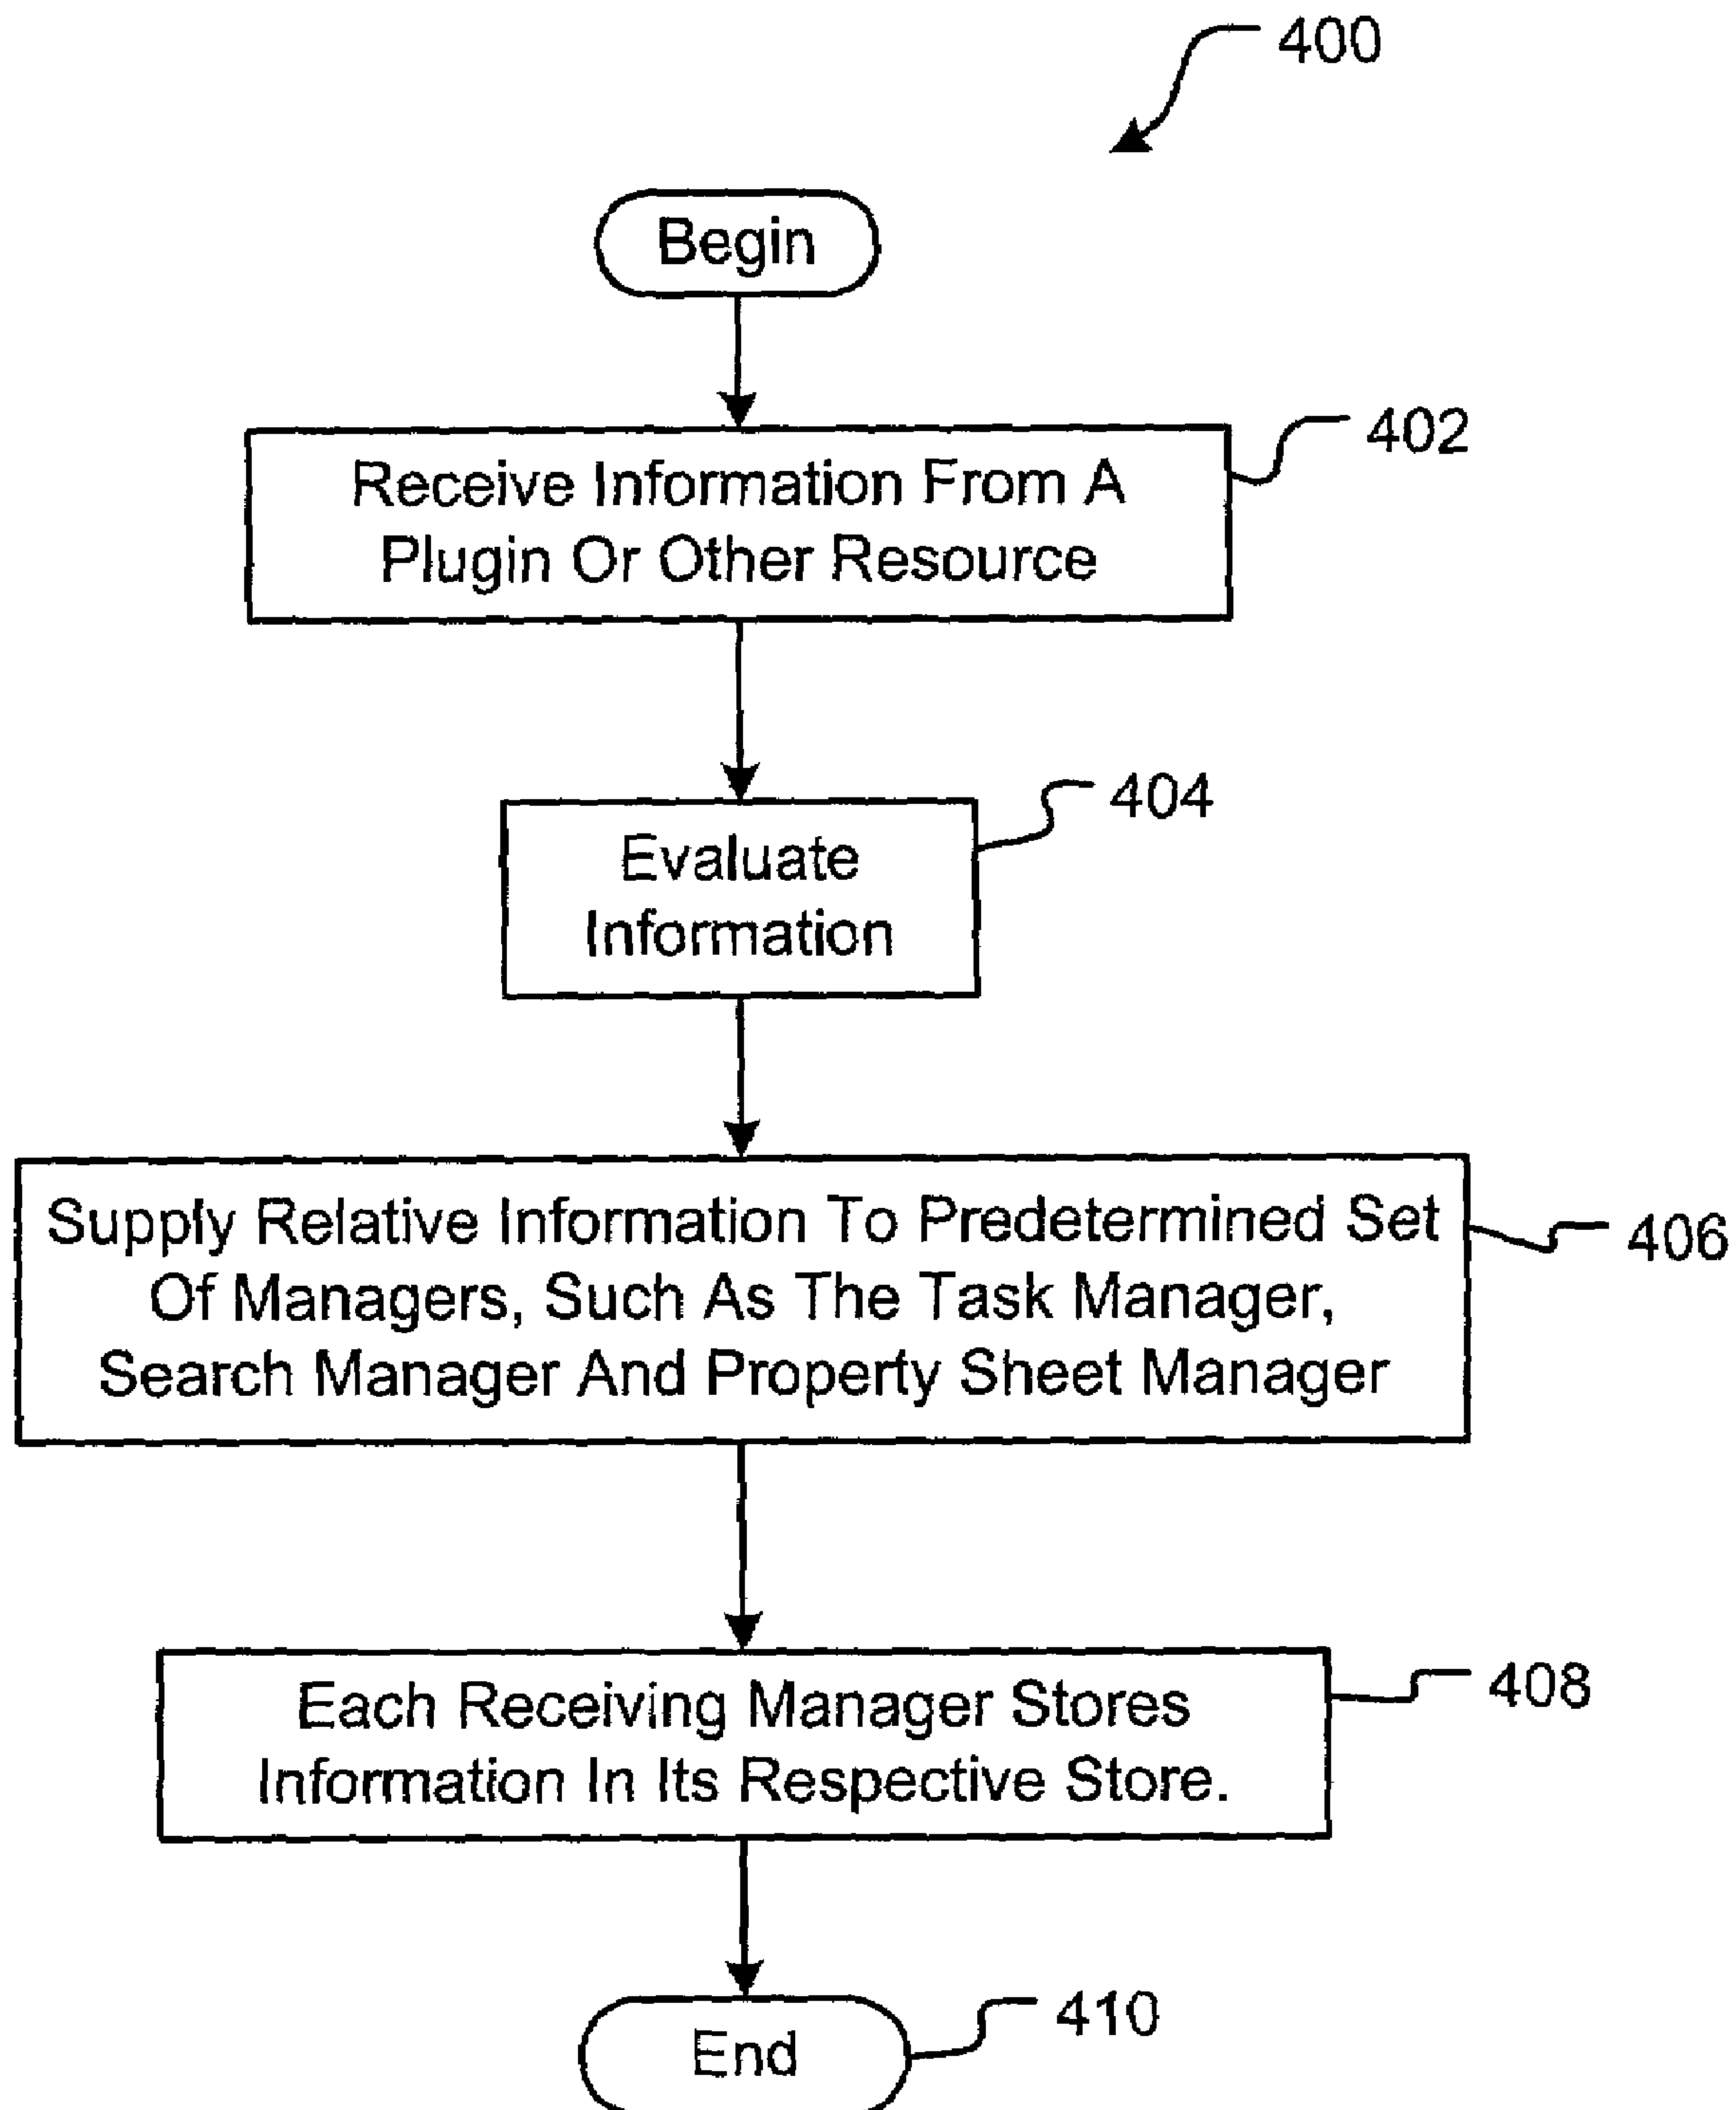 400
Begin
402
Receive Information From A
Plugin Or Other Resource
404
Evaluate
Information
406
Supply Relative Information To Predetermined Set
Of Managers, Such As The Task Manager,
Search Manager And Property Sheet Manager
408
Each Receiving Manager Stores
Information In Its Respective Store.
410
End